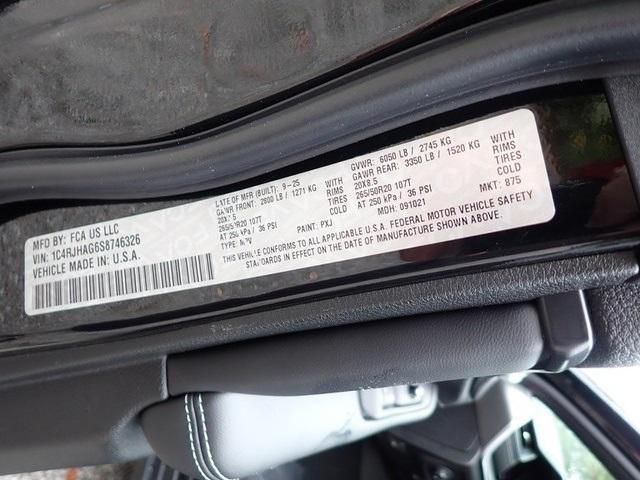 MFD BY: FCA US LLC
VIN: 1C4RJHAG6S8746326
VEHICLE MADE IN: U.S.A.
DATE OF MFR (BUILT): 9-25
GAWR FRONT: 2800 LB / 1271 KG WITH
20X8.5 RIMS
265/50R20 107T TIRES
AT 250 kPa / 36 PSI COLD
TYPE: MPV PAINT: PXJ
GVWR: 6050 LB / 2745 KG
GAWR REAR: 3350 LB / 1520 KG WITH
20X8.5 RIMS
265/50R20 107T TIRES
AT 250 kPa / 36 PSI COLD
MDH: 091021 MKT: 875
THIS VEHICLE CONFORMS TO ALL APPLICABLE U.S.A. FEDERAL MOTOR VEHICLE SAFETY
STANDARDS IN EFFECT ON THE DATE OF MANUFACTURE SHOWN ABOVE.